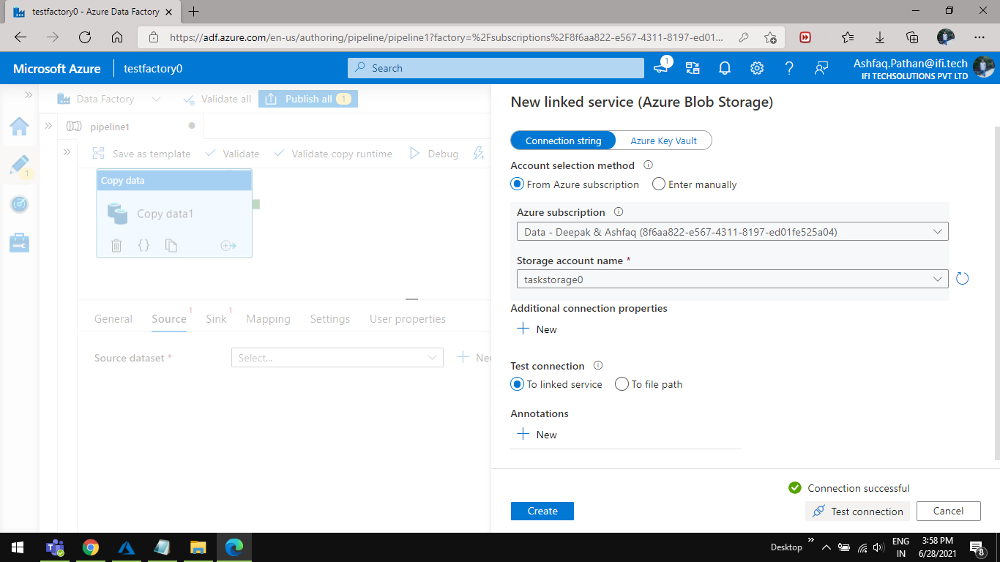 testfactory0 - Azure Data Factory
https://adf.azure.com/en-us/authoring/pipeline/pipeline1?factory=%2Fsubscriptions%2F8f6aa822-e567-4311-8197-ed01...
Microsoft Azure
testfactory0
Search
1
Ashfaq.Pathan@ifi.tech
IFI TECHSOLUTIONS PVT LTD
Data Factory
Validate all
Publish all 1
pipeline1
Save as template
Validate
Validate copy runtime
Debug
1
Copy data
Copy data1
{}
General
Source 1
Sink 1
Mapping
Settings
User properties
Source dataset *
Select...
New linked service (Azure Blob Storage)
Connection string
Azure Key Vault
Account selection method
From Azure subscription
Enter manually
Azure subscription
Data - Deepak & Ashfaq (8f6aa822-e567-4311-8197-ed01fe525a04)
Storage account name *
taskstorage0
Additional connection properties
New
Test connection
To linked service
To file path
Annotations
New
Connection successful
Create
Test connection
Cancel
Desktop
ENG
IN
3:58 PM
6/28/2021
8